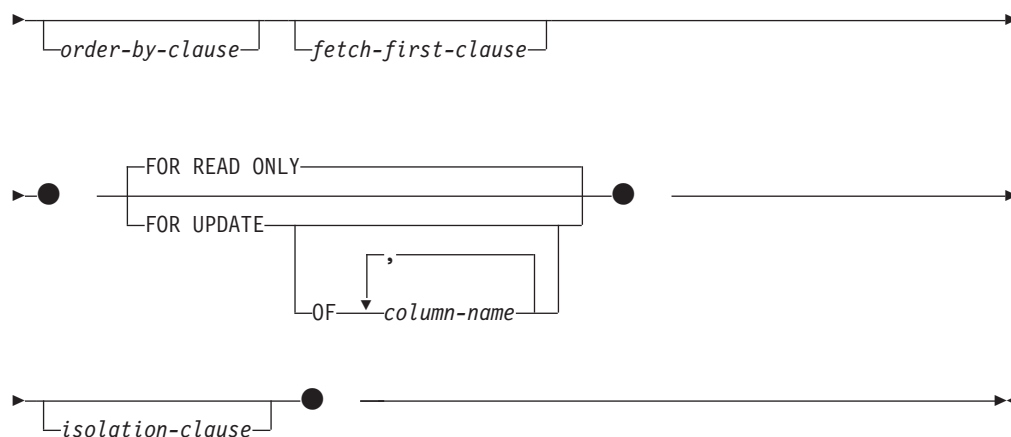 order-by-clause fetch-first-clause
FOR READ ONLY
FOR UPDATE
,
OF column-name
isolation-clause